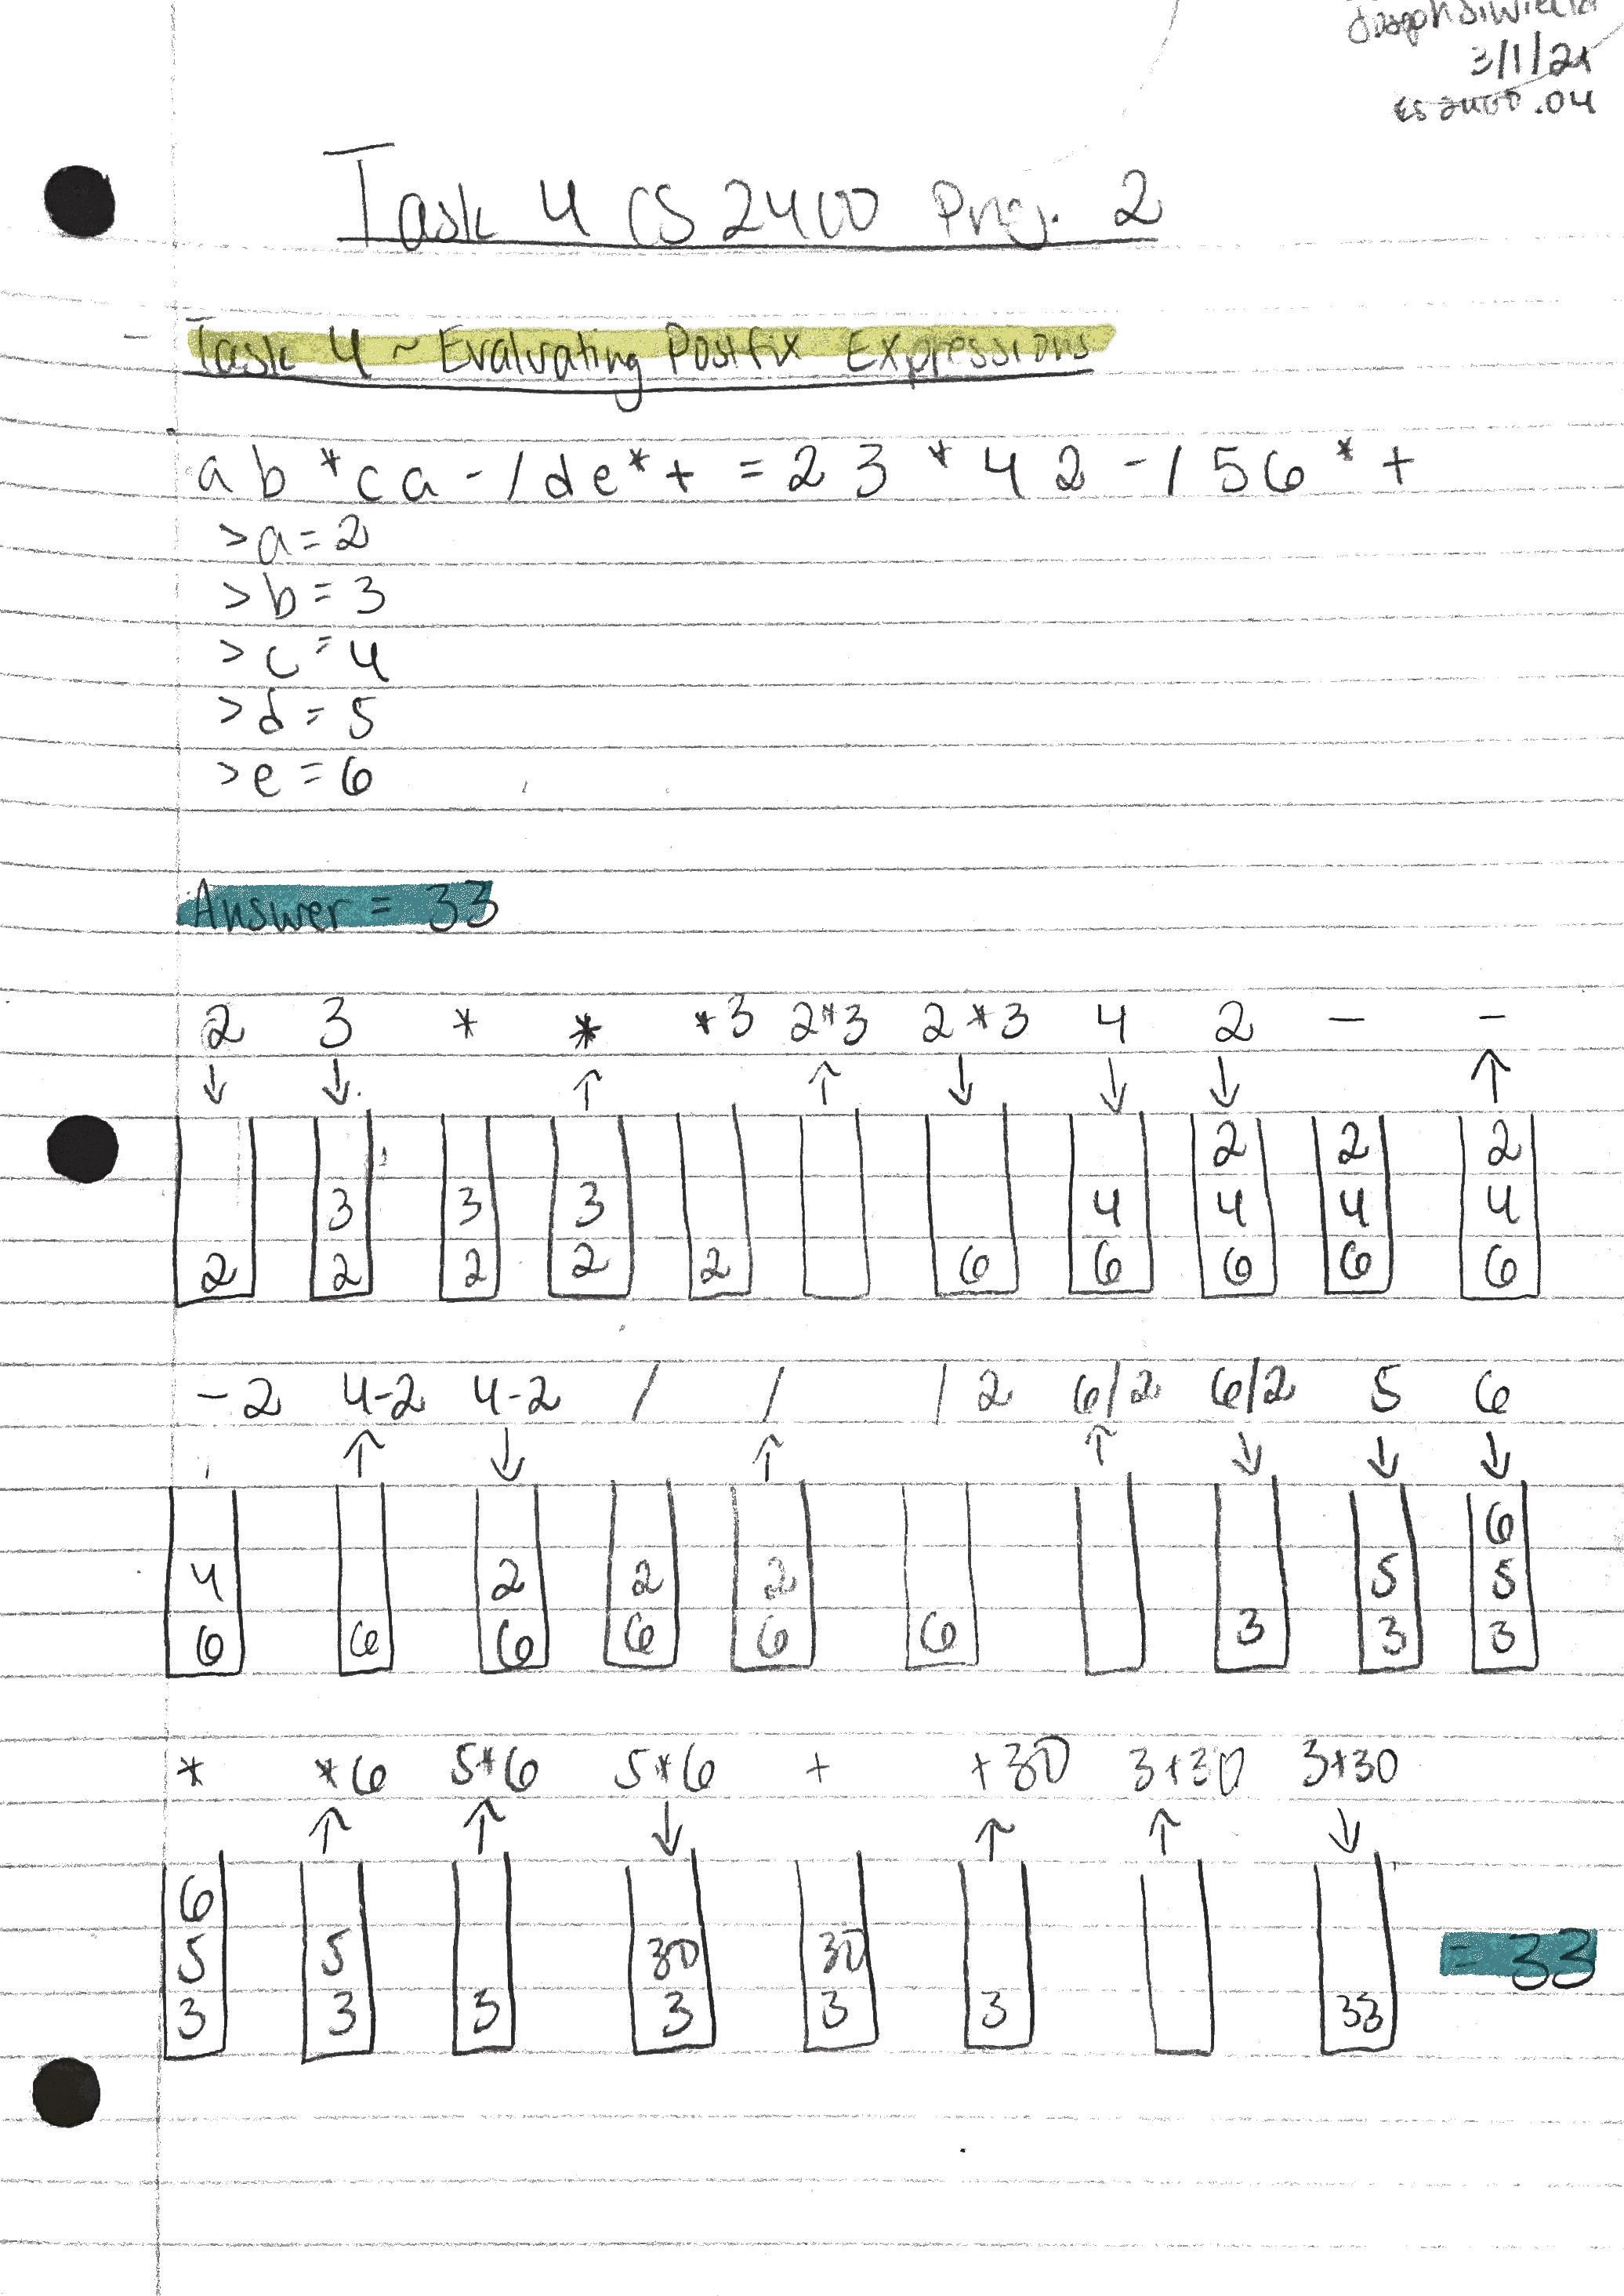 3/1/21
CS 2400 .04
Task 4 CS 2400 Proj. 2
- Task 4 ~ Evaluating Postfix Expressions
ab*ca-/de*+ = 2 3 * 4 2 - / 5 6 * +
> a = 2
> b = 3
> c = 4
> d = 5
> e = 6
Answer = 33
2 3 * * *3 2*3 2*3 4 2 - -
↓ ↓ ↑ ↑ ↓ ↓ ↓ ↑
2 2 2
3 3 3 4 4 4 4
2 2 2 2 2 6 6 6 6 6
-2 4-2 4-2 / / / 2 6/2 6/2 5 6
↑ ↓ ↑ ↑ ↓ ↓ ↓
6
4 2 2 2 5 5
6 6 6 6 6 6 3 3 3
* *6 5*6 5*6 + +30 3+30 3+30
↑ ↑ ↓ ↑ ↑ ↓
6
5 5 30 30 = 33
3 3 3 3 3 3 33